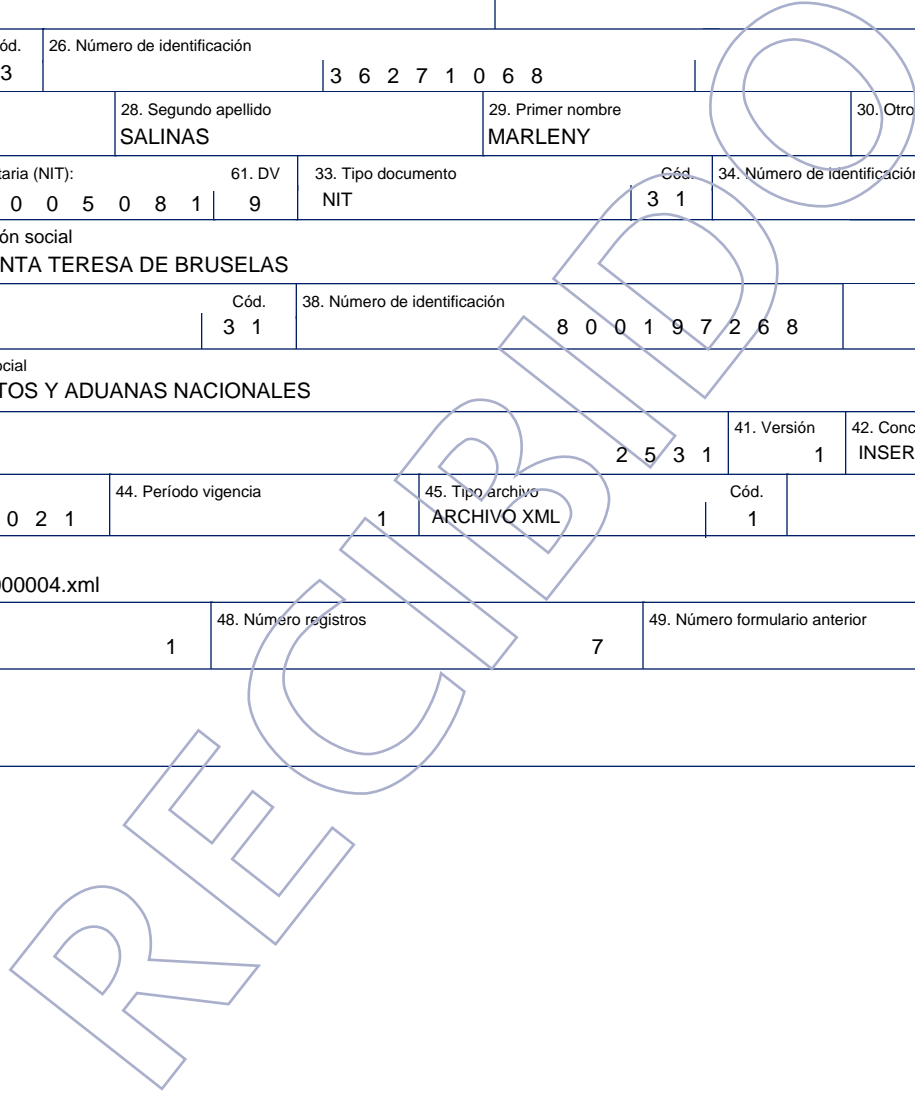 ód. 26. Número de identificación
3 3 6 2 7 1 0 6 8
28. Segundo apellido 29. Primer nombre 30. Otro
SALINAS MARLENY
taria (NIT): 61. DV 33. Tipo documento Cód. 34. Número de identificación
0 0 5 0 8 1 9 NIT 3 1
ón social
NTA TERESA DE BRUSELAS
Cód. 38. Número de identificación
3 1 8 0 0 1 9 7 2 6 8
ocial
TOS Y ADUANAS NACIONALES
41. Versión 42. Conc
2 5 3 1 1 INSER
44. Período vigencia 45. Tipo archivo Cód.
0 2 1 1 ARCHIVO XML 1
000004.xml
48. Número registros 49. Número formulario anterior
1 7
RECIBIDO